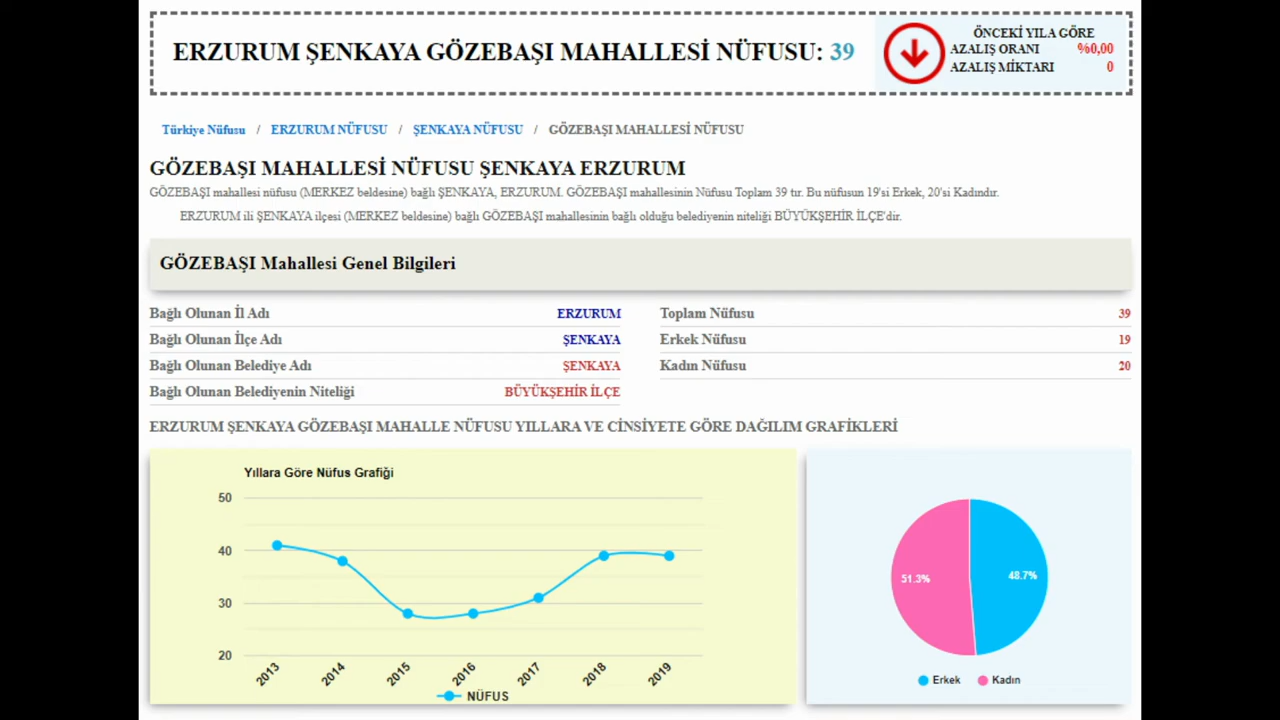 ERZURUM ŞENKAYA GÖZEBAŞI MAHALLESİ NÜFUSU: 39
ÖNCEKİ YILA GÖRE
AZALIŞ ORANI %0,00
AZALIŞ MİKTARI 0
Türkiye Nüfusu / ERZURUM NÜFUSU / ŞENKAYA NÜFUSU / GÖZEBAŞI MAHALLESİ NÜFUSU
GÖZEBAŞI MAHALLESİ NÜFUSU ŞENKAYA ERZURUM
GÖZEBAŞI mahallesi nüfusu (MERKEZ beldesine) bağlı ŞENKAYA, ERZURUM. GÖZEBAŞI mahallesinin Nüfusu Toplam 39 tır. Bu nüfusun 19'si Erkek, 20'si Kadındır.
ERZURUM ili ŞENKAYA ilçesi (MERKEZ beldesine) bağlı GÖZEBAŞI mahallesinin bağlı olduğu belediyenin niteliği BÜYÜKŞEHİR İLÇE'dir.
GÖZEBAŞI Mahallesi Genel Bilgileri
Bağlı Olunan İl Adı ERZURUM
Bağlı Olunan İlçe Adı ŞENKAYA
Bağlı Olunan Belediye Adı ŞENKAYA
Bağlı Olunan Belediyenin Niteliği BÜYÜKŞEHİR İLÇE
Toplam Nüfusu 39
Erkek Nüfusu 19
Kadın Nüfusu 20
ERZURUM ŞENKAYA GÖZEBAŞI MAHALLE NÜFUSU YILLARA VE CİNSİYETE GÖRE DAĞILIM GRAFİKLERİ
Yıllara Göre Nüfus Grafiği
50
40
30
20
2013 2014 2015 2016 2017 2018 2019
NÜFUS
51.3% 48.7%
Erkek Kadın